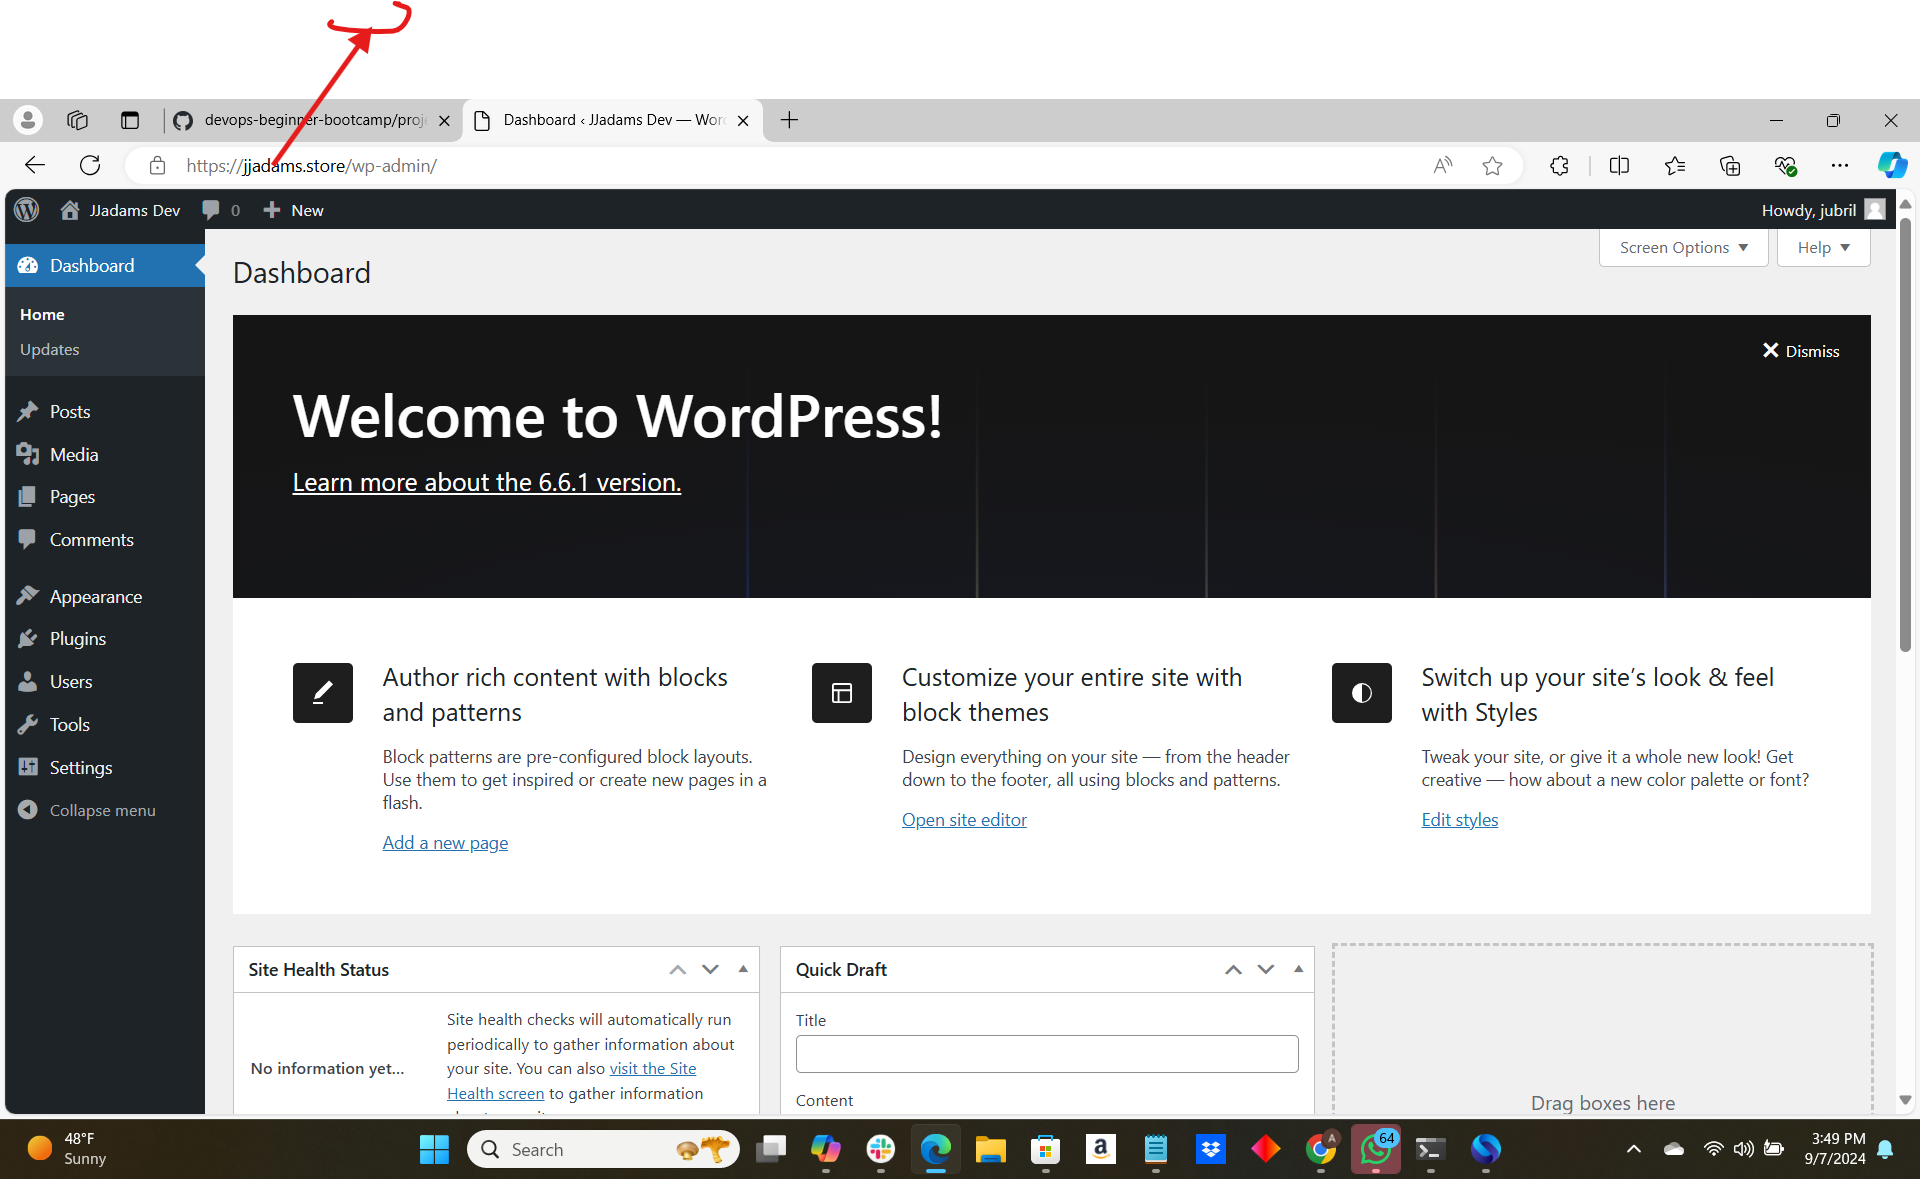 devops-beginner-bootcamp/proj
Dashboard ‹ JJadams Dev — Wor
https://jjadams.store/wp-admin/
JJadams Dev
0
New
Howdy, jubril
Screen Options
Help
Dashboard
Home
Updates
Posts
Media
Pages
Comments
Appearance
Plugins
Users
Tools
Settings
Collapse menu
Dashboard
Dismiss
Welcome to WordPress!
Learn more about the 6.6.1 version.
Author rich content with blocks
and patterns
Block patterns are pre-configured block layouts.
Use them to get inspired or create new pages in a
flash.
Add a new page
Customize your entire site with
block themes
Design everything on your site — from the header
down to the footer, all using blocks and patterns.
Open site editor
Switch up your site’s look & feel
with Styles
Tweak your site, or give it a whole new look! Get
creative — how about a new color palette or font?
Edit styles
Site Health Status
No information yet...
Site health checks will automatically run
periodically to gather information about
your site. You can also visit the Site
Health screen to gather information
Quick Draft
Title
Content
Drag boxes here
48°F
Sunny
Search
A
64
3:49 PM
9/7/2024